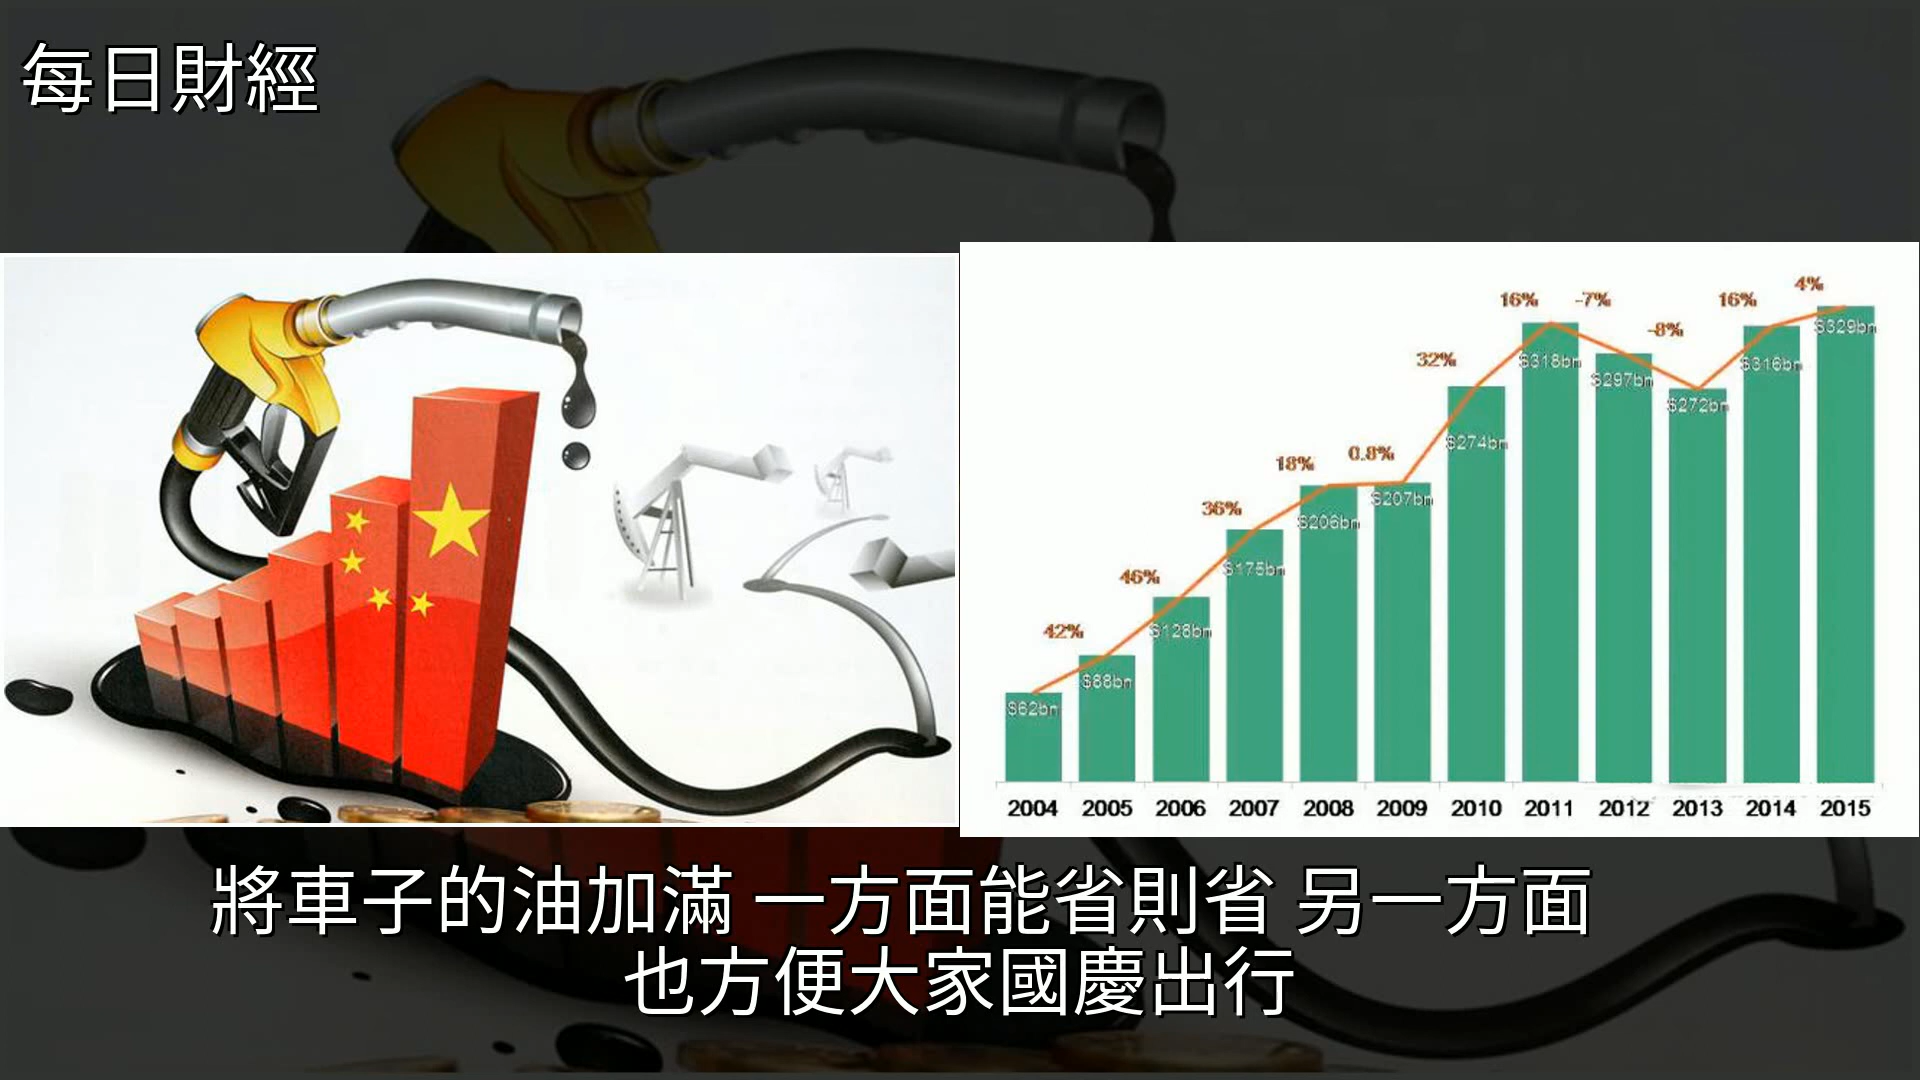 每日財經
42%
46%
36%
18%
0.8%
32%
16%
-7%
-8%
16%
4%
$62bn
$88bn
$128bn
$175bn
$206bn
$207bn
$274bn
$318bn
$297bn
$272bn
$316bn
$329bn
2004 2005 2006 2007 2008 2009 2010 2011 2012 2013 2014 2015
將車子的油加滿 一方面能省則省 另一方面
也方便大家國慶出行